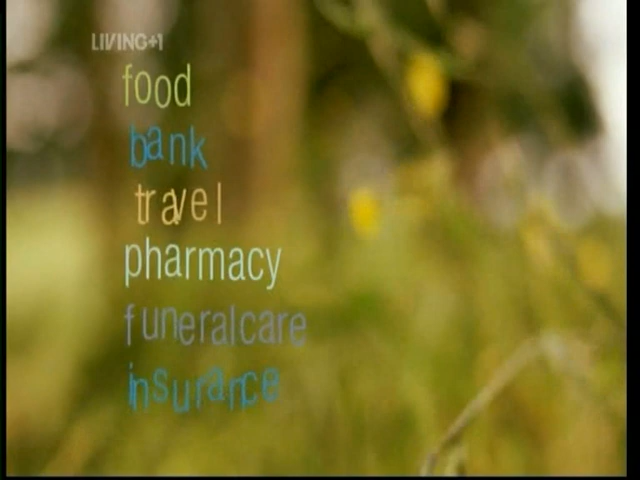 LIVING+1
food
bank
travel
pharmacy
funeralcare
insurance